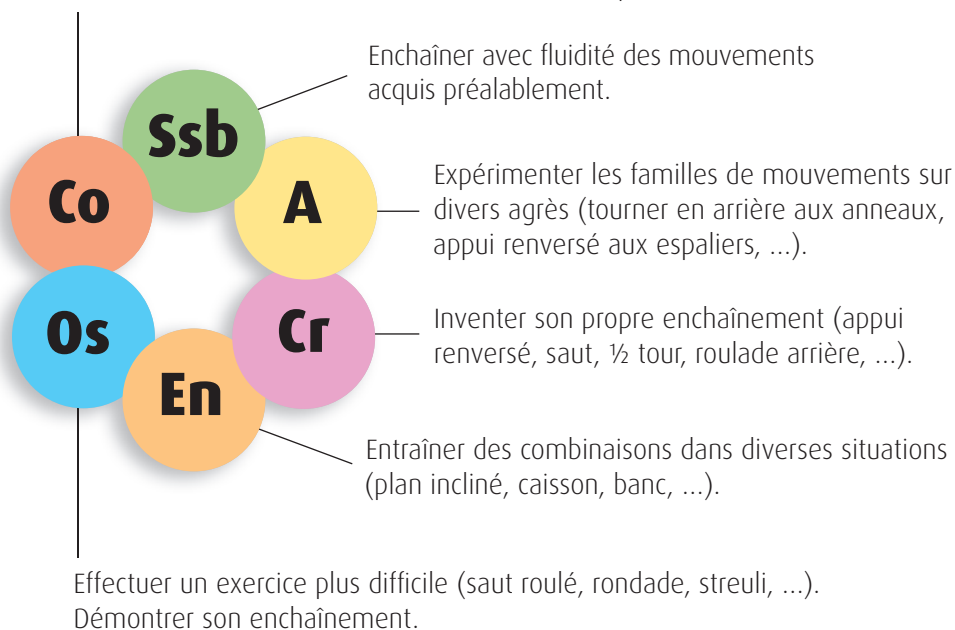 Enchaîner avec fluidité des mouvements
acquis préalablement.
Ssb
Co
A
Expérimenter les familles de mouvements sur
divers agrès (tourner en arrière aux anneaux,
appui renversé aux espaliers, ...).
Os
Cr
Inventer son propre enchaînement (appui
renversé, saut, ½ tour, roulade arrière, ...).
En
Entraîner des combinaisons dans diverses situations
(plan incliné, caisson, banc, ...).
Effectuer un exercice plus difficile (saut roulé, rondade, streuli, ...).
Démontrer son enchaînement.